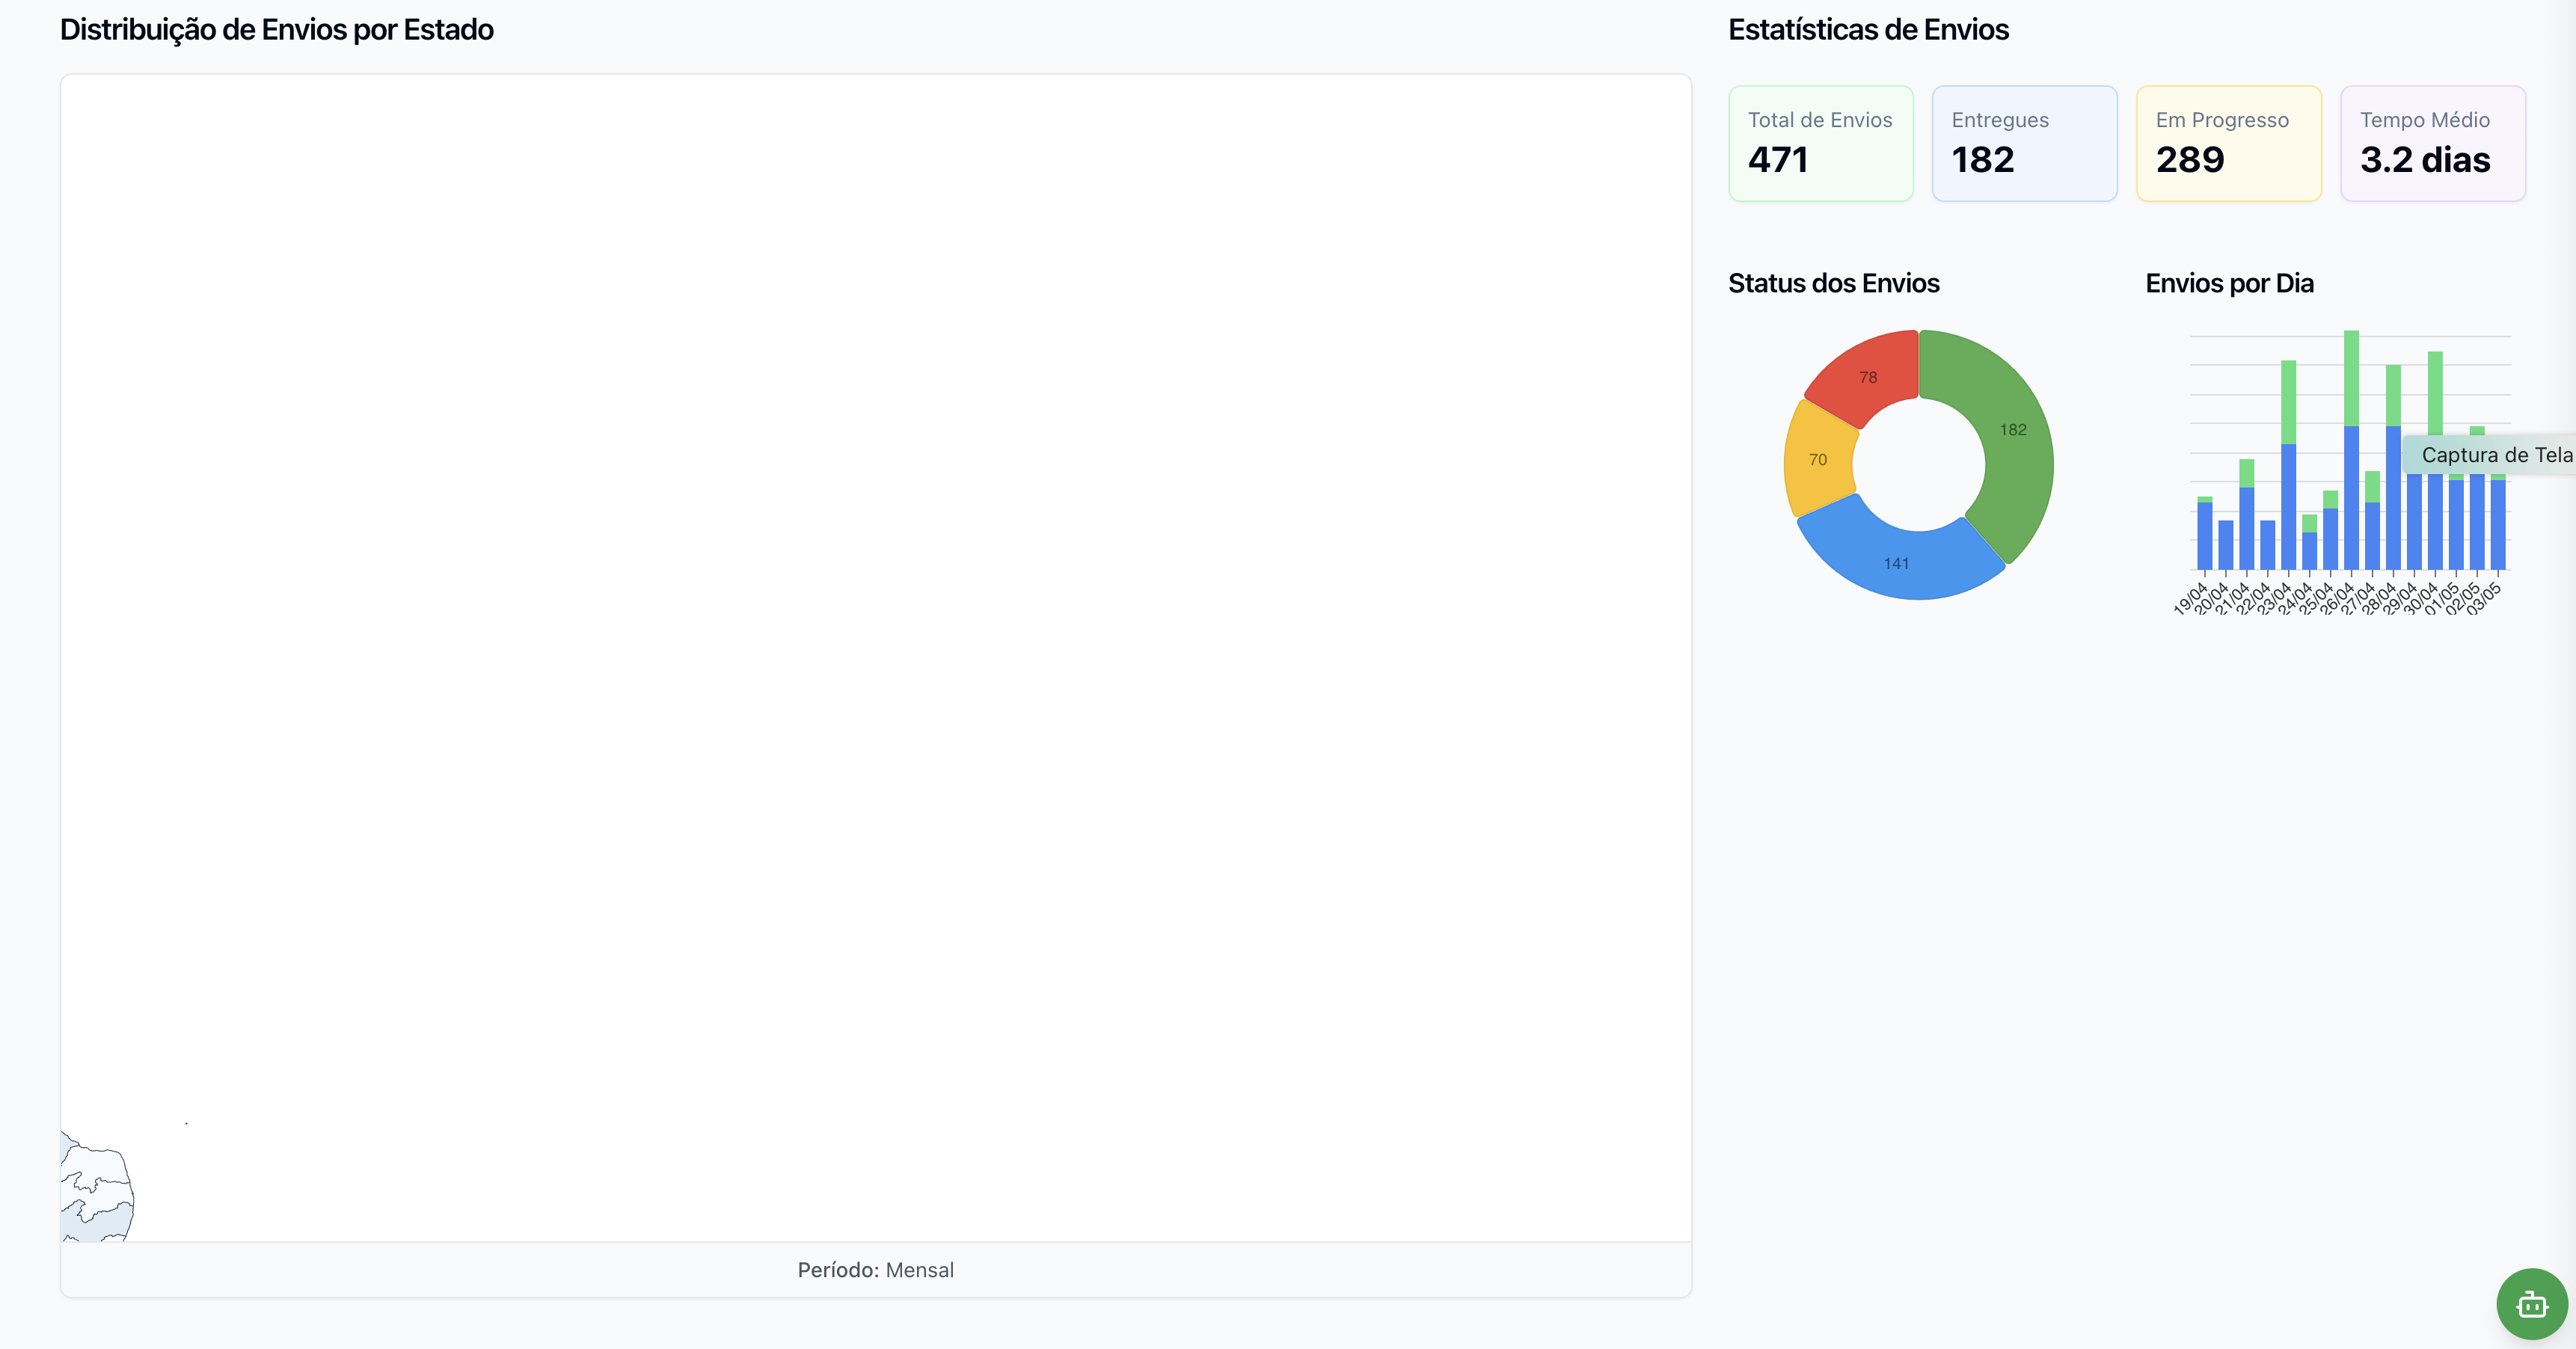 Distribuição de Envios por Estado
Período: Mensal
Estatísticas de Envios
Total de Envios
471
Entregues
182
Em Progresso
289
Tempo Médio
3.2 dias
Status dos Envios
78
182
70
141
Envios por Dia
Captura de Tela
19/04
20/04
21/04
22/04
23/04
24/04
25/04
26/04
27/04
28/04
29/04
30/04
01/05
02/05
03/05